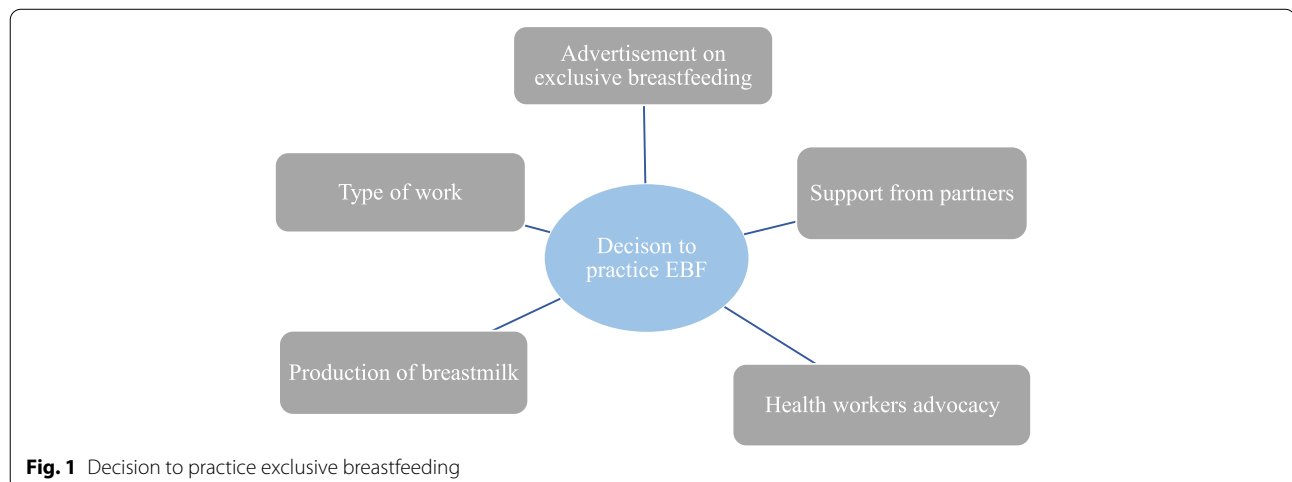 Advertisement on
exclusive breastfeeding
Type of work
Support from partners
Decison to
practice EBF
Production of breastmilk
Health workers advocacy
Fig. 1 Decision to practice exclusive breastfeeding